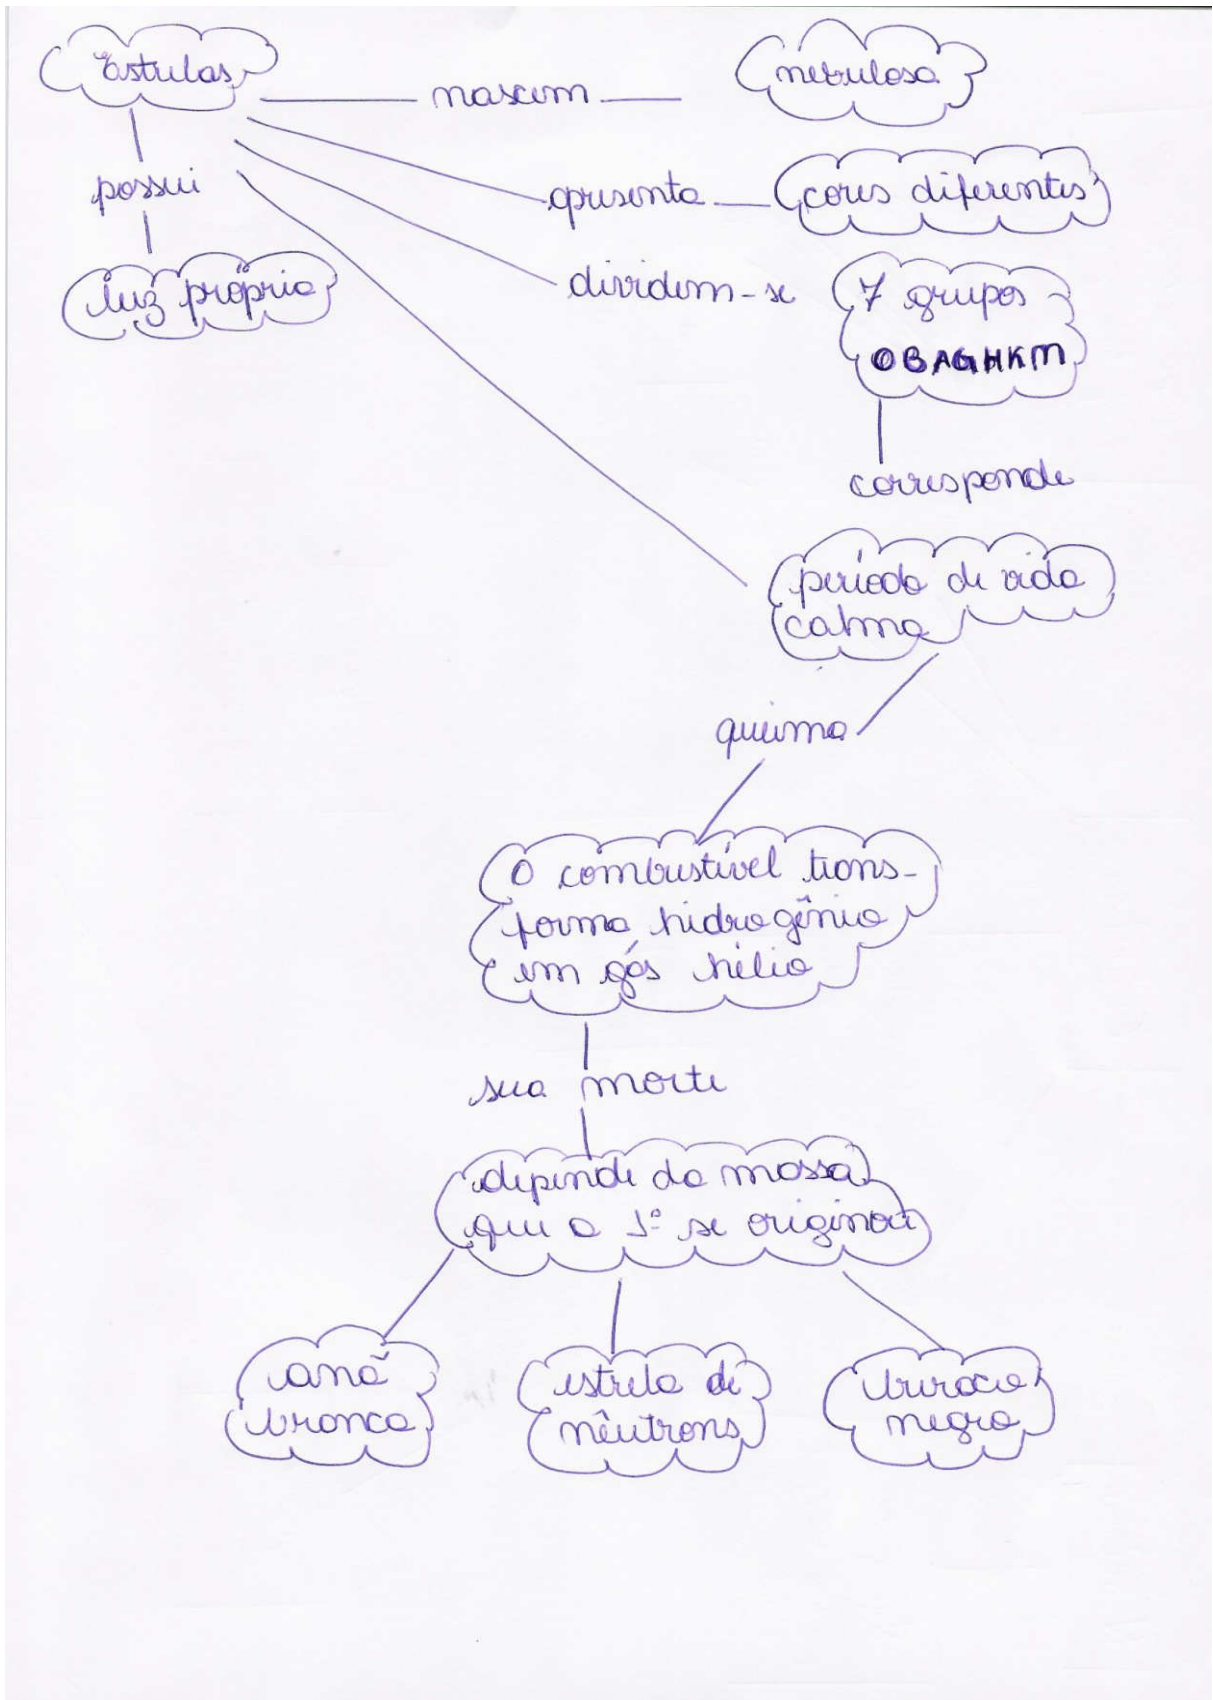 Estrelas
nascem
nebulosa
possui
apresenta
cores diferentes
luz própria
dividem-se
7 grupos
OBAGHKM
corresponde
período de vida
calma
queima
O combustível trans-
forma hidrogênio
em gás hélio
sua morte
depende da massa
que a 1ª se originou
anã
branca
estrela de
nêutrons
buraco
negro